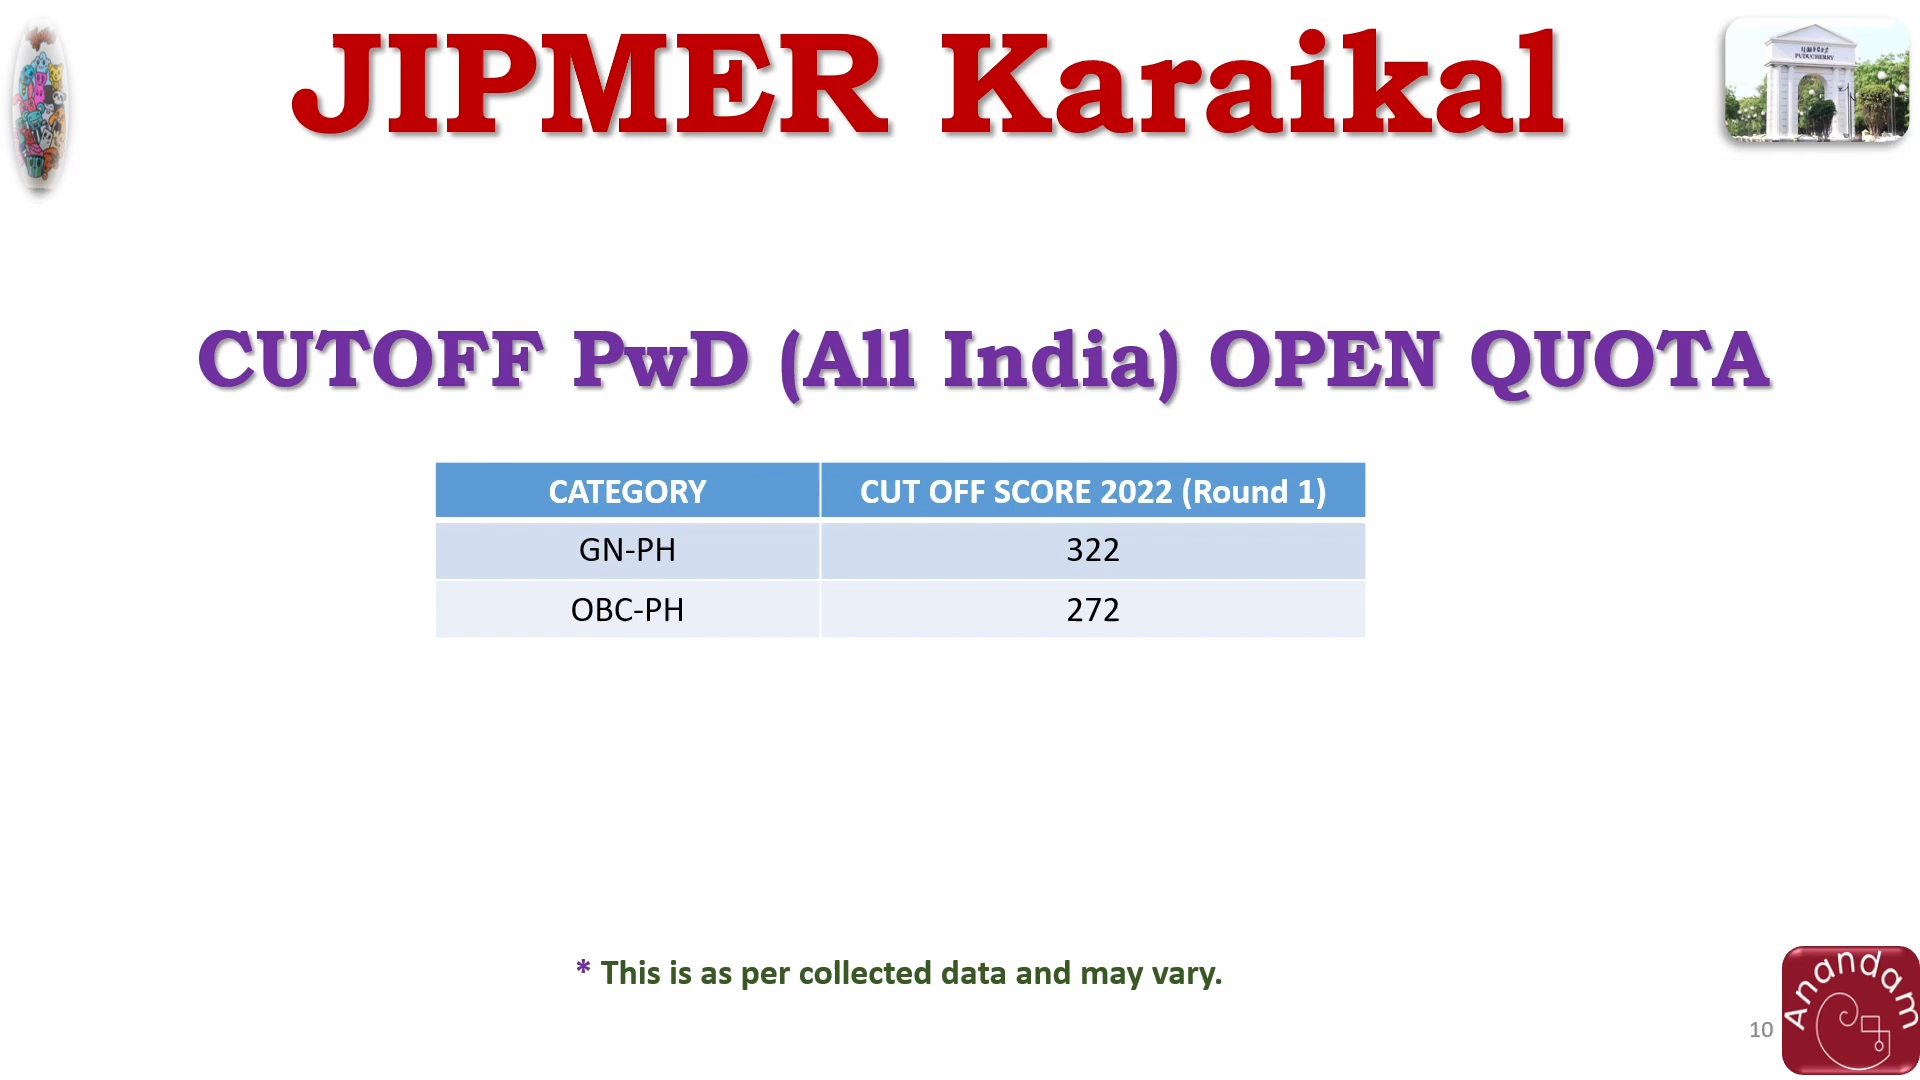 JIPMER Karaikal
புதுச்சேரி
PUDUCHERRY
CUTOFF PwD (All India) OPEN QUOTA
CATEGORY CUT OFF SCORE 2022 (Round 1)
GN-PH 322
OBC-PH 272
* This is as per collected data and may vary.
10
Anandam